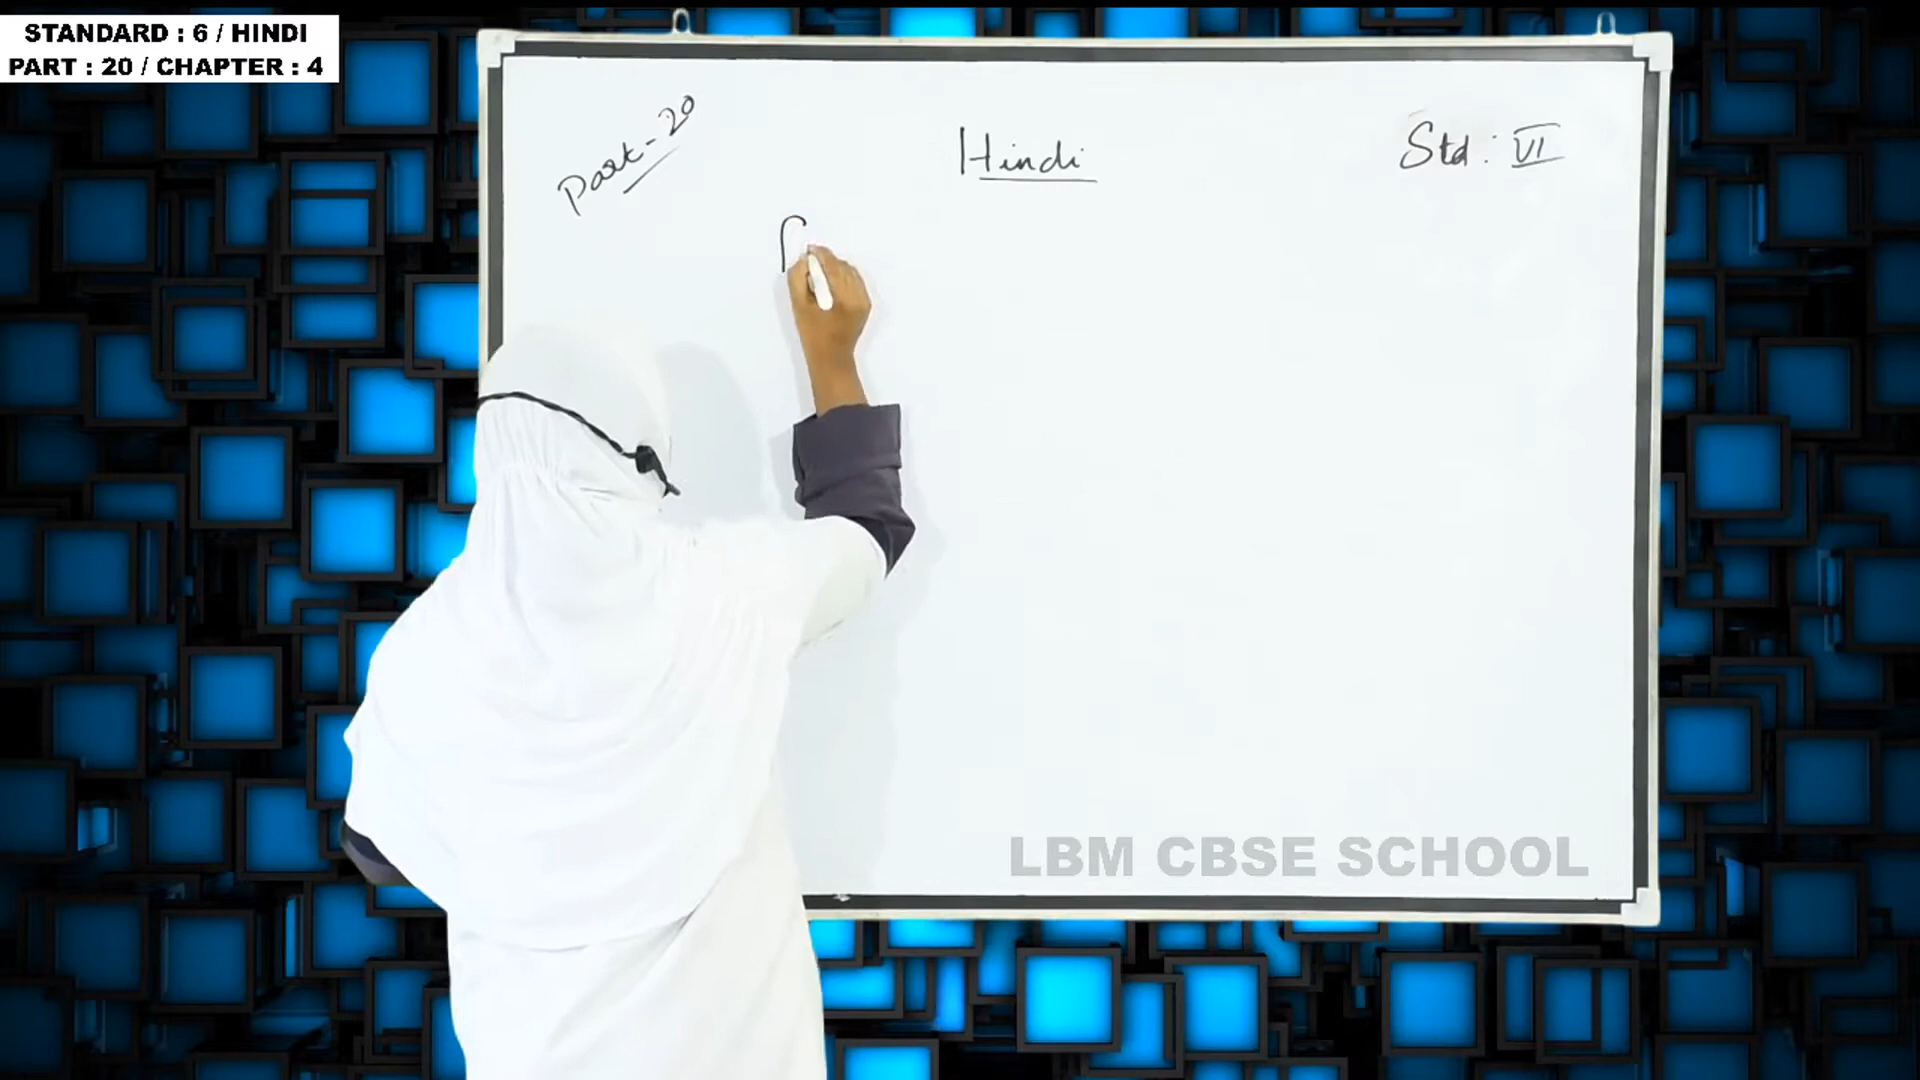 STANDARD : 6 / HINDI
PART : 20 / CHAPTER : 4
Part - 20
Hindi
Std : VI
LBM CBSE SCHOOL